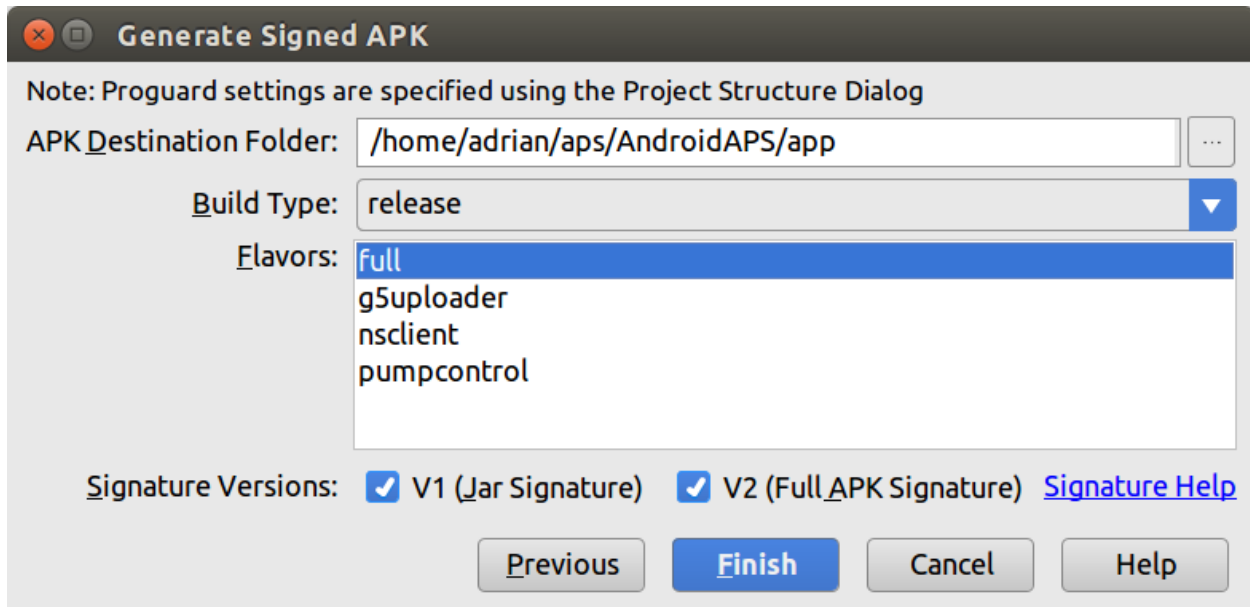 Generate Signed APK
Note: Proguard settings are specified using the Project Structure Dialog
APK Destination Folder: /home/adrian/aps/AndroidAPS/app ...
Build Type: release
Flavors: full
g5uploader
nsclient
pumpcontrol
Signature Versions: V1 (Jar Signature) V2 (Full APK Signature) Signature Help
Previous Finish Cancel Help